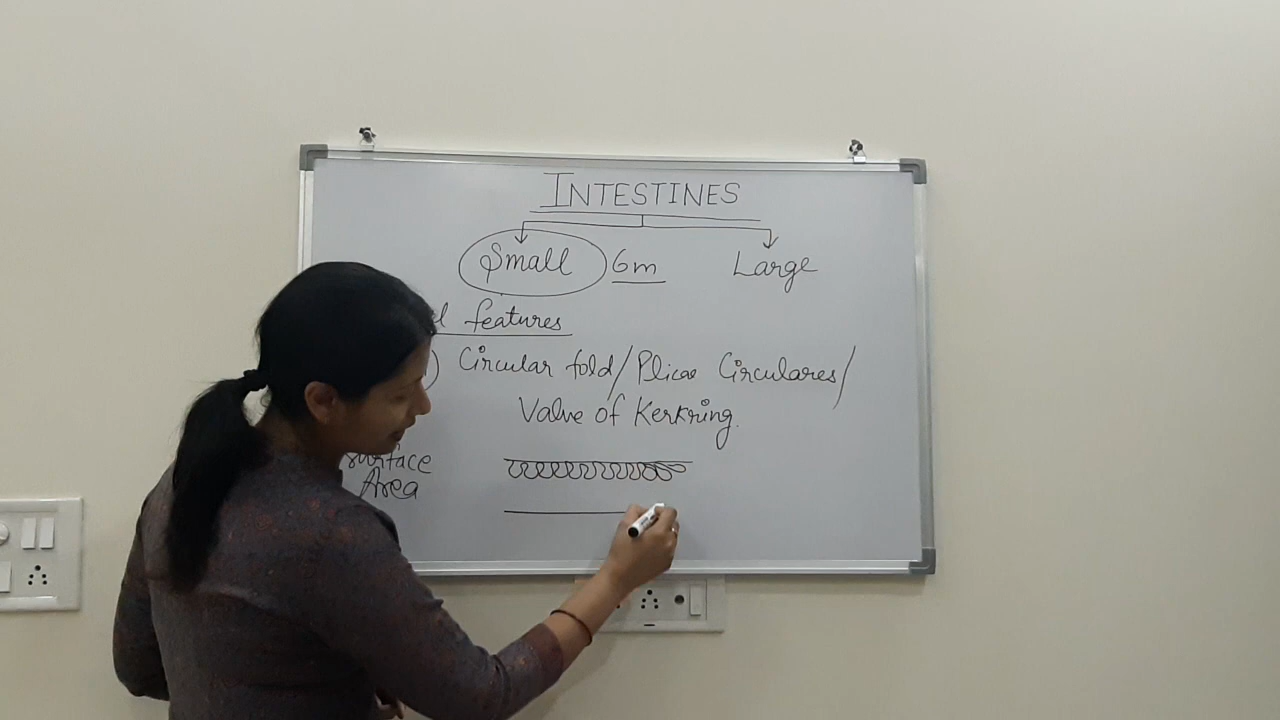 INTESTINES
Small 6m Large
features
) Circular fold/Plicae Circulares/
Valve of Kerkring.
Surface
Area